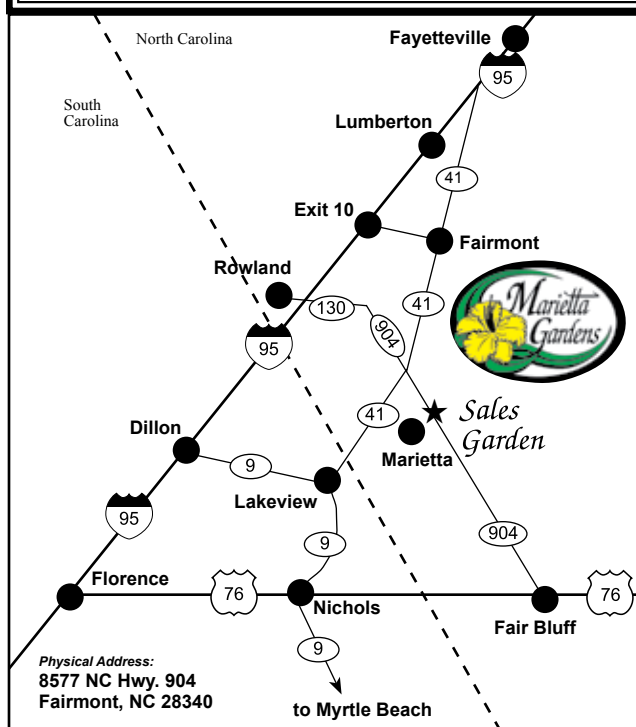 North Carolina
Fayetteville
95
South
Carolina
Lumberton
41
Exit 10
Fairmont
Rowland
130
41
904
Marietta
Gardens
95
Sales
Garden
41
Dillon
Marietta
9
Lakeview
95
904
9
Florence
76
76
Nichols
Fair Bluff
9
Physical Address:
8577 NC Hwy. 904
Fairmont, NC 28340
to Myrtle Beach